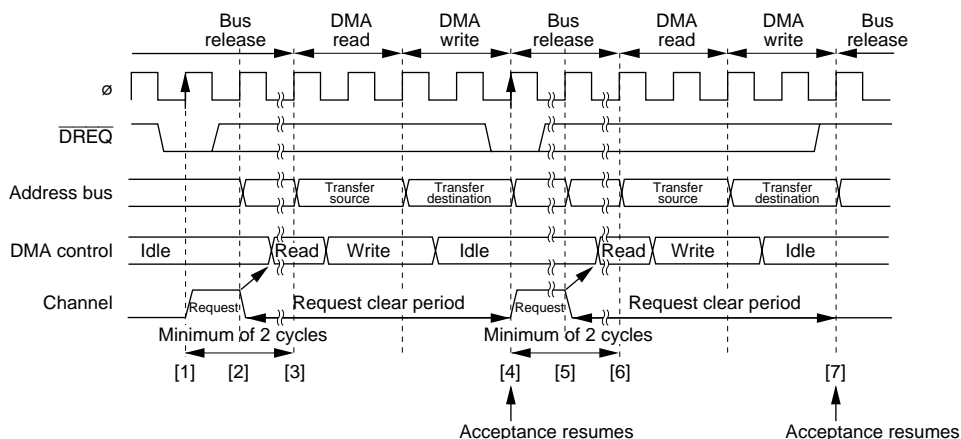 Bus release
DMA read
DMA write
Bus release
DMA read
DMA write
Bus release
ø
DREQ
Address bus
Transfer source
Transfer destination
Transfer source
Transfer destination
DMA control
Idle
Read
Write
Idle
Read
Write
Idle
Channel
Request
Request clear period
Request
Request clear period
Minimum of 2 cycles
Minimum of 2 cycles
[1]
[2]
[3]
[4]
[5]
[6]
[7]
Acceptance resumes
Acceptance resumes